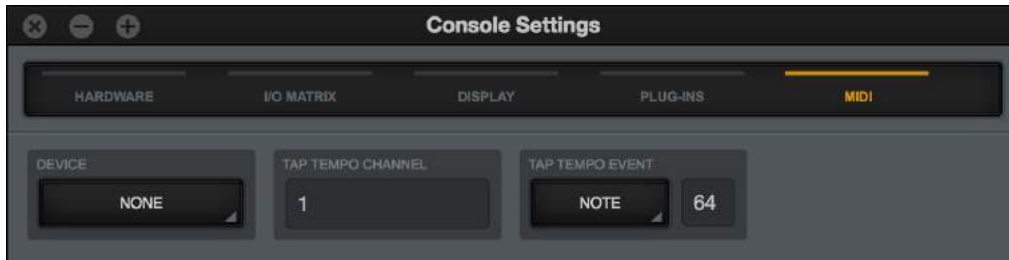 Console Settings
HARDWARE I/O MATRIX DISPLAY PLUG-INS MIDI
DEVICE TAP TEMPO CHANNEL TAP TEMPO EVENT
NONE 1 NOTE 64